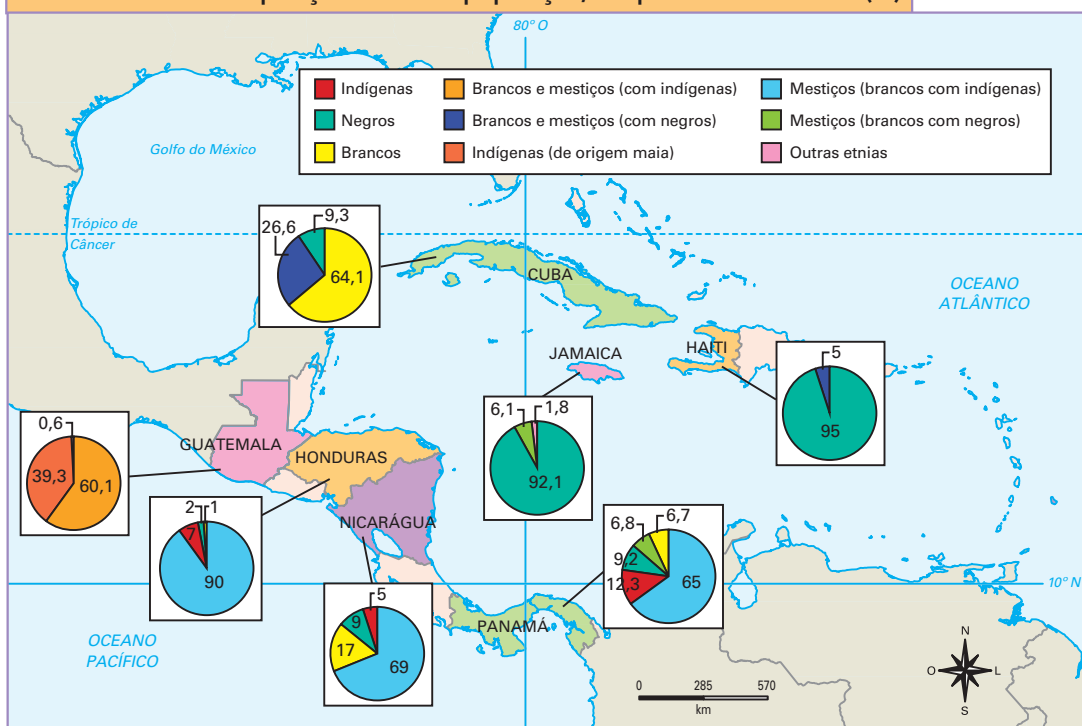 80° O
Indígenas
Negros
Brancos
Brancos e mestiços (com indígenas)
Brancos e mestiços (com negros)
Indígenas (de origem maia)
Mestiços (brancos com indígenas)
Mestiços (brancos com negros)
Outras etnias
Golfo do México
Trópico de
Câncer
26,6
9,3
64,1
CUBA
OCEANO
ATLÂNTICO
JAMAICA
HAITI
5
95
6,1
1,8
92,1
GUATEMALA
0,6
39,3
60,1
HONDURAS
2
1
7
90
NICARÁGUA
5
9
17
69
6,8
6,7
9,2
12,3
65
PANAMÁ
10° N
OCEANO
PACÍFICO
0
285
570
km
N
O
L
S